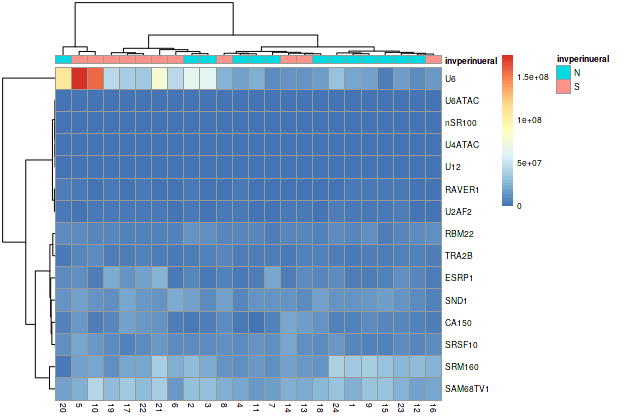 invperinueral
invperinueral
U6
1.5e+08
N
S
U6ATAC
nSR100
1e+08
U4ATAC
U12
5e+07
RAVER1
U2AF2
0
RBM22
TRA2B
ESRP1
SND1
CA150
SRSF10
SRM160
SAM68TV1
20 5 10 19 17 22 21 6 2 3 8 4 11 7 14 13 18 24 1 9 15 23 12 16